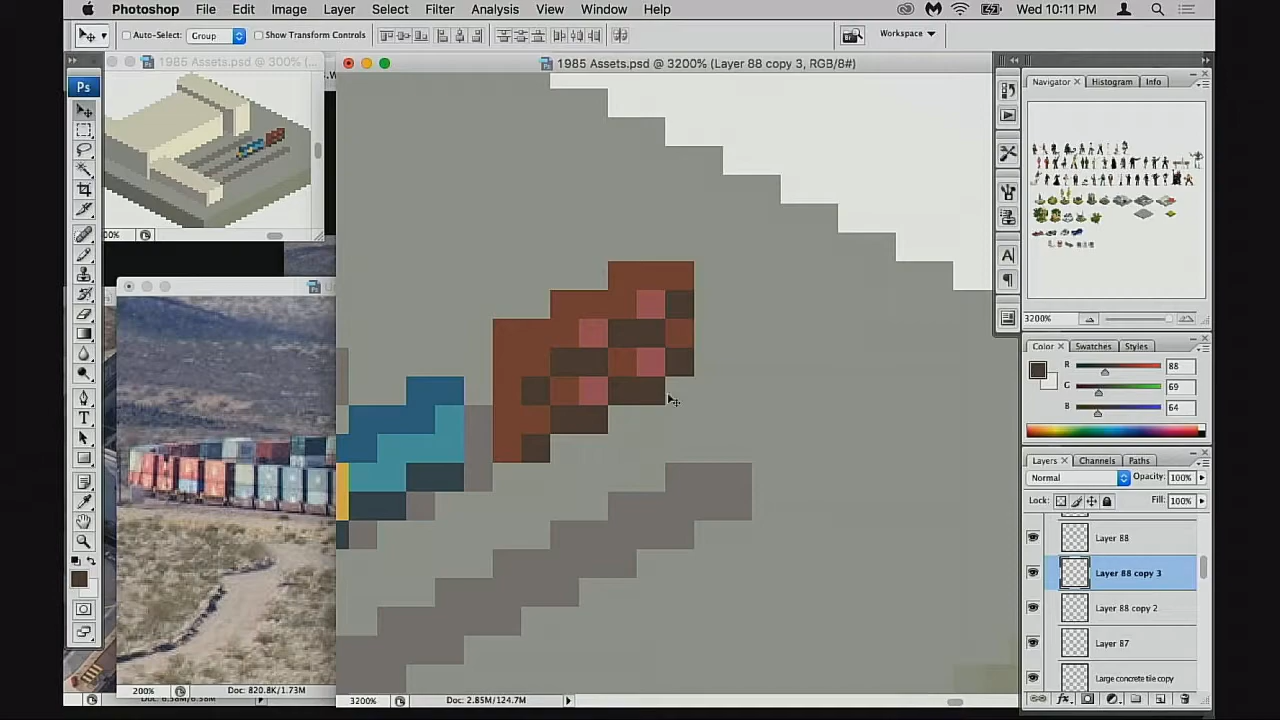 Photoshop File Edit Image Layer Select Filter Analysis View Window Help Wed 10:11 PM
Auto-Select: Group Show Transform Controls Workspace
1985 Assets.psd @ 300% (...
1985 Assets.psd @ 3200% (Layer 88 copy 3, RGB/8#)
Ps
Navigator Histogram Info
3200%
Color Swatches Styles
R 88
G 69
B 64
Layers Channels Paths
Normal Opacity: 100%
Lock: Fill: 100%
Layer 88
Layer 88 copy 3
Layer 88 copy 2
Layer 87
Large concrete tile copy
200% Doc: 820.8K/1.73M
3200% Doc: 2.85M/124.7M